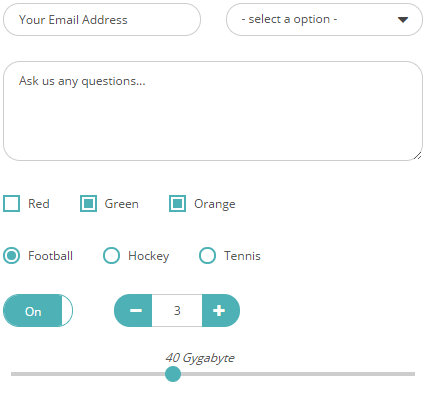 Your Email Address
- select a option -
Ask us any questions...
Red Green Orange
Football Hockey Tennis
On 3
40 Gygabyte